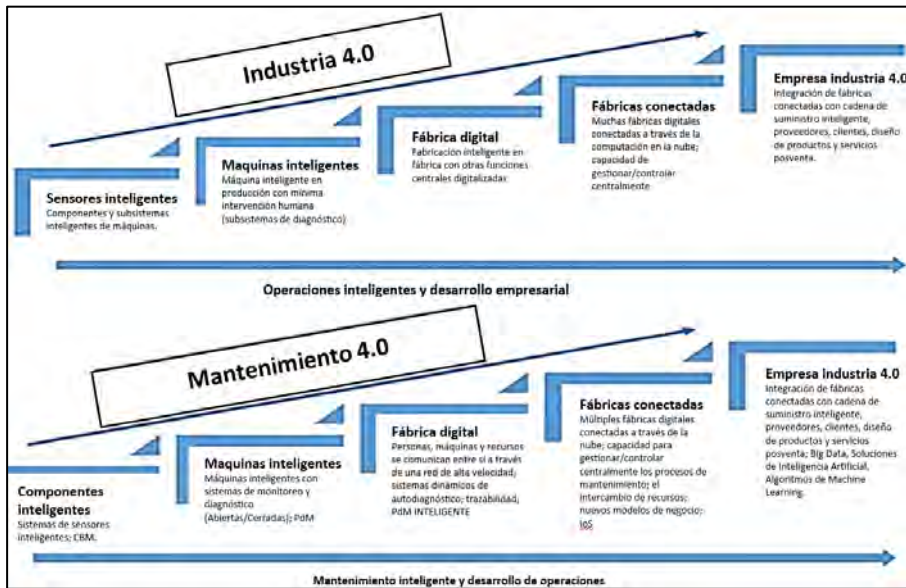 Industria 4.0
Sensores inteligentes
Componentes y subsistemas
inteligentes de máquinas.
Maquinas inteligentes
Máquina inteligente en
producción con mínima
intervención humana
(subsistemas de diagnóstico)
Fábrica digital
Fabricación inteligente en
fábrica con otras funciones
centrales digitalizadas
Fábricas conectadas
Muchas fábricas digitales
conectadas a través de la
computación en la nube;
capacidad de
gestionar/controlar
centralmente
Empresa industria 4.0
Integración de fábricas
conectadas con cadena de
suministro inteligente,
proveedores, clientes, diseño
de productos y servicios
posventa.
Operaciones inteligentes y desarrollo empresarial
Mantenimiento 4.0
Componentes
inteligentes
Sistemas de sensores
inteligentes; CBM.
Maquinas inteligentes
Máquinas inteligentes con
sistemas de monitoreo y
diagnóstico
(Abiertas/Cerradas); PdM
Fábrica digital
Personas, máquinas y recursos
se comunican entre sí a través
de una red de alta velocidad;
sistemas dinámicos de
autodiagnóstico; trazabilidad,
PdM INTELIGENTE
Fábricas conectadas
Múltiples fábricas digitales
conectadas a través de la
nube; capacidad para
gestionar/controlar
centralmente los procesos de
mantenimiento; el
intercambio de recursos;
nuevos modelos de negocio;
IoS
Empresa industria 4.0
Integración de fábricas
conectadas con cadena de
suministro inteligente,
proveedores, clientes, diseño
de productos y servicios
posventa; Big Data, Soluciones
de Inteligencia Artificial,
Algoritmos de Machine
Learning.
Mantenimiento inteligente y desarrollo de operaciones